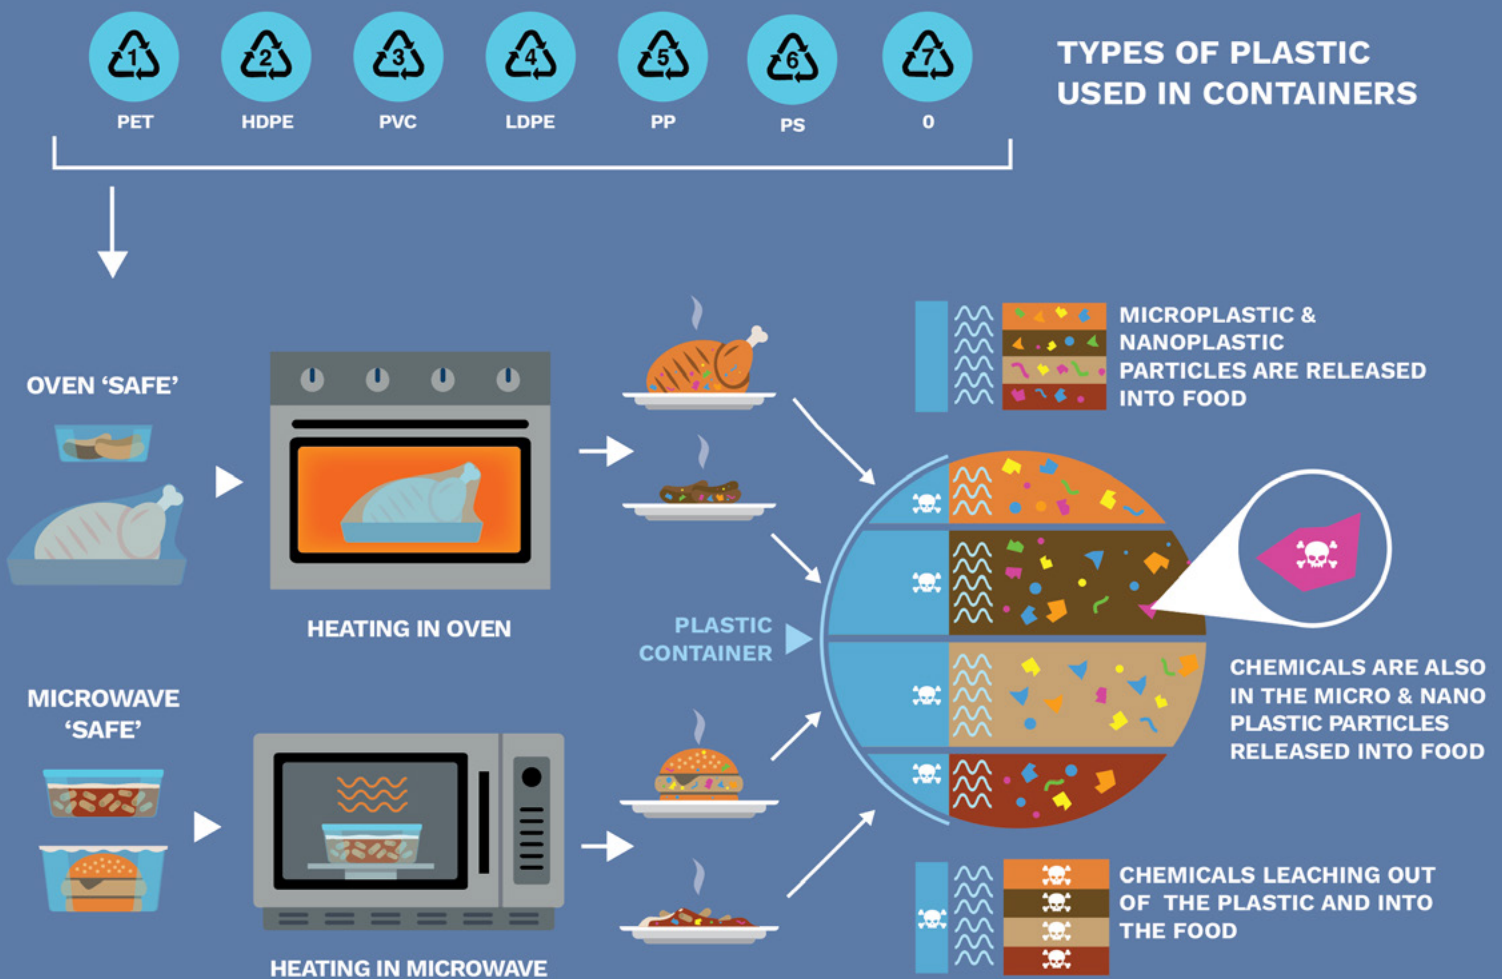 1
2
3
4
5
6
7
PET
HDPE
PVC
LDPE
PP
PS
0
TYPES OF PLASTIC
USED IN CONTAINERS
OVEN ‘SAFE’
HEATING IN OVEN
MICROWAVE
‘SAFE’
HEATING IN MICROWAVE
PLASTIC
CONTAINER
MICROPLASTIC &
NANOPLASTIC
PARTICLES ARE RELEASED
INTO FOOD
CHEMICALS ARE ALSO
IN THE MICRO & NANO
PLASTIC PARTICLES
RELEASED INTO FOOD
CHEMICALS LEACHING OUT
OF THE PLASTIC AND INTO
THE FOOD